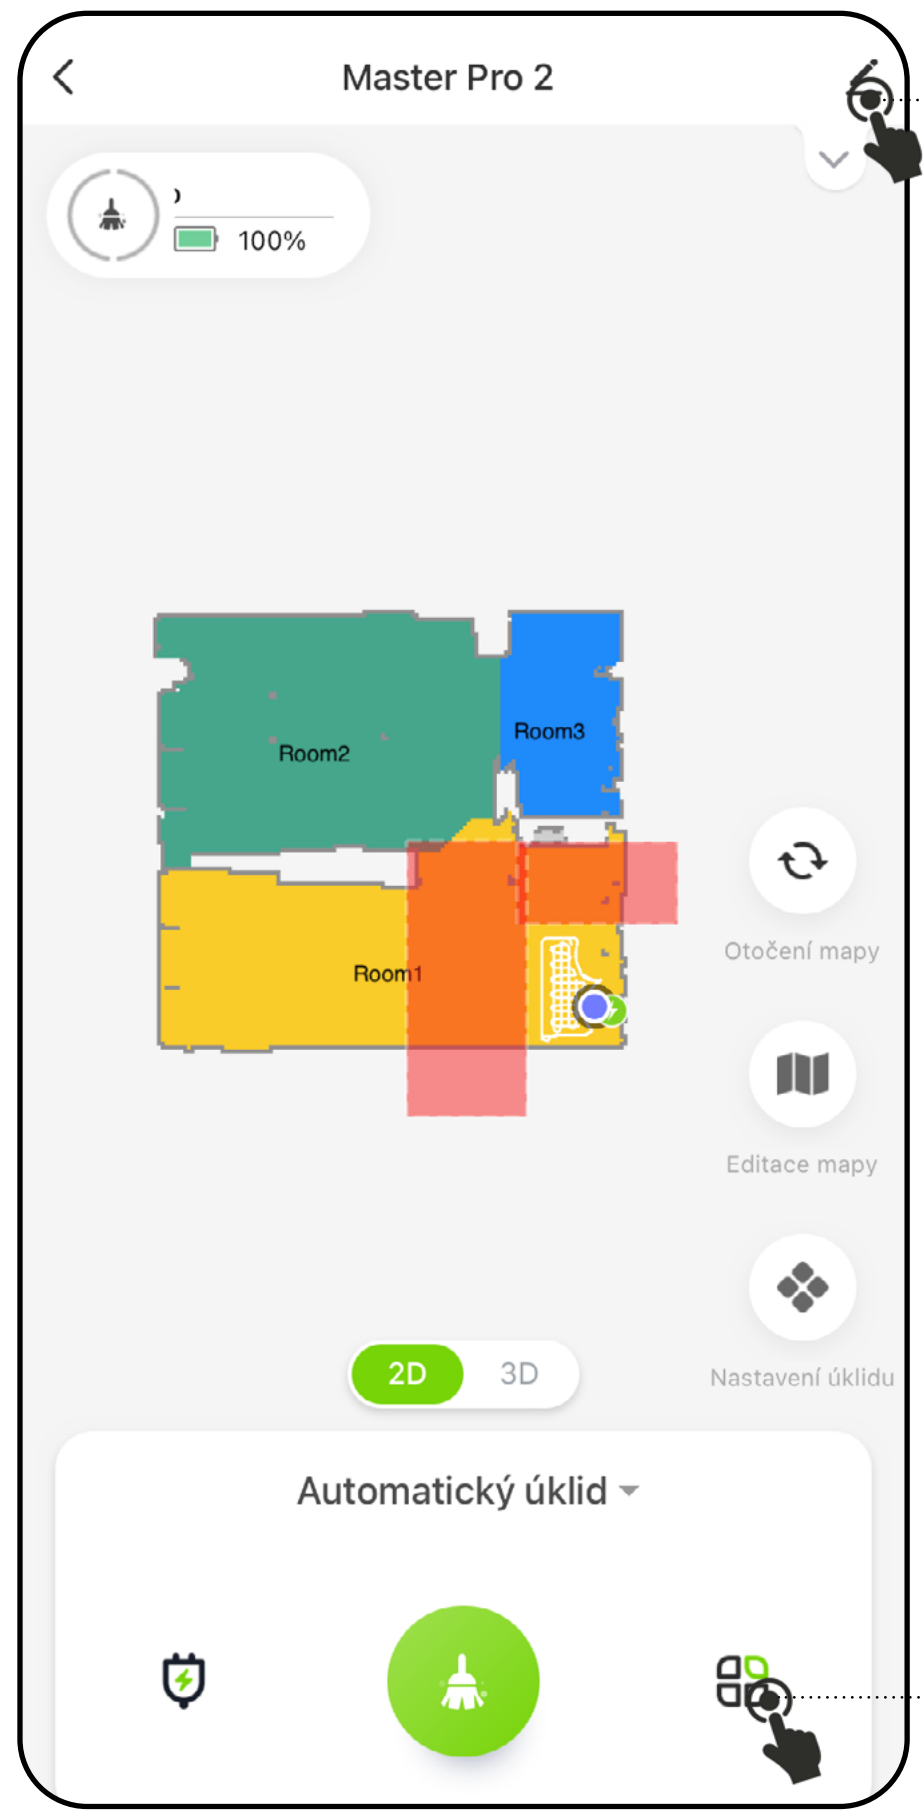 Master Pro 2
100%
Room2
Room3
Room1
Otočení mapy
Editace mapy
Nastavení úklidu
2D 3D
Automatický úklid